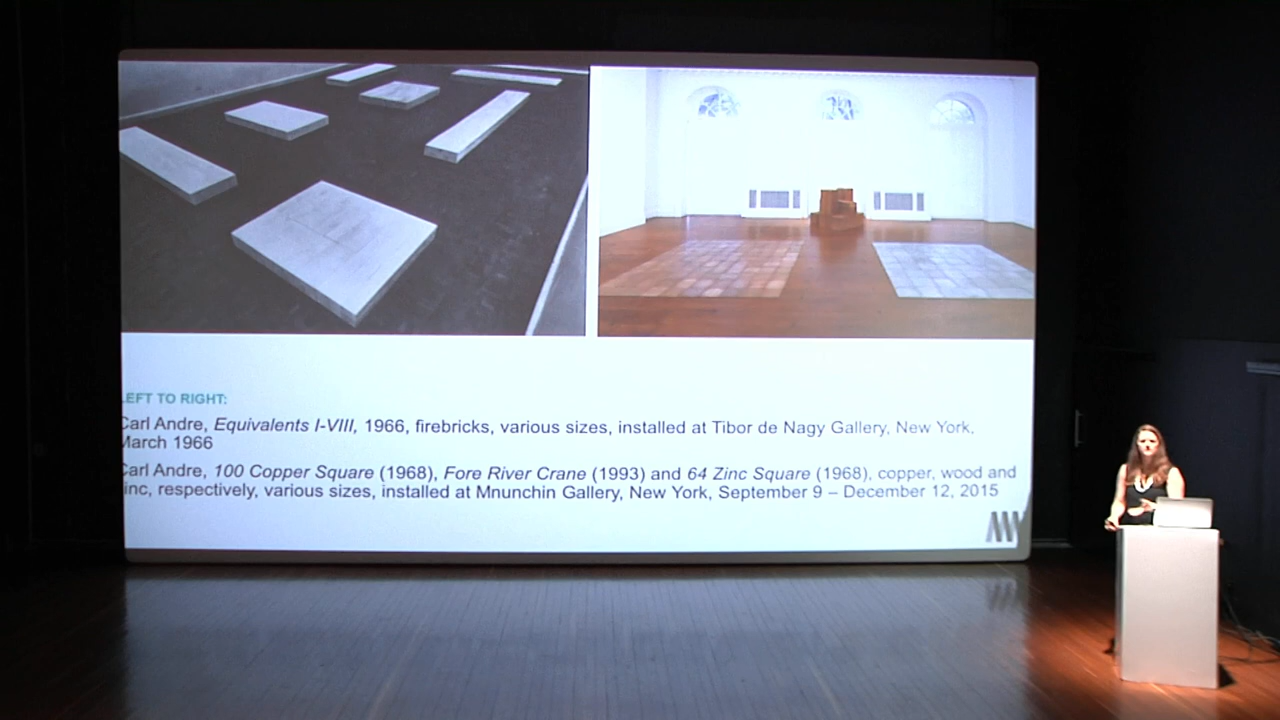 EFT TO RIGHT:
Carl Andre, Equivalents I-VIII, 1966, firebricks, various sizes, installed at Tibor de Nagy Gallery, New York,
March 1966
Carl Andre, 100 Copper Square (1968), Fore River Crane (1993) and 64 Zinc Square (1968), copper, wood and
inc, respectively, various sizes, installed at Mnunchin Gallery, New York, September 9 – December 12, 2015